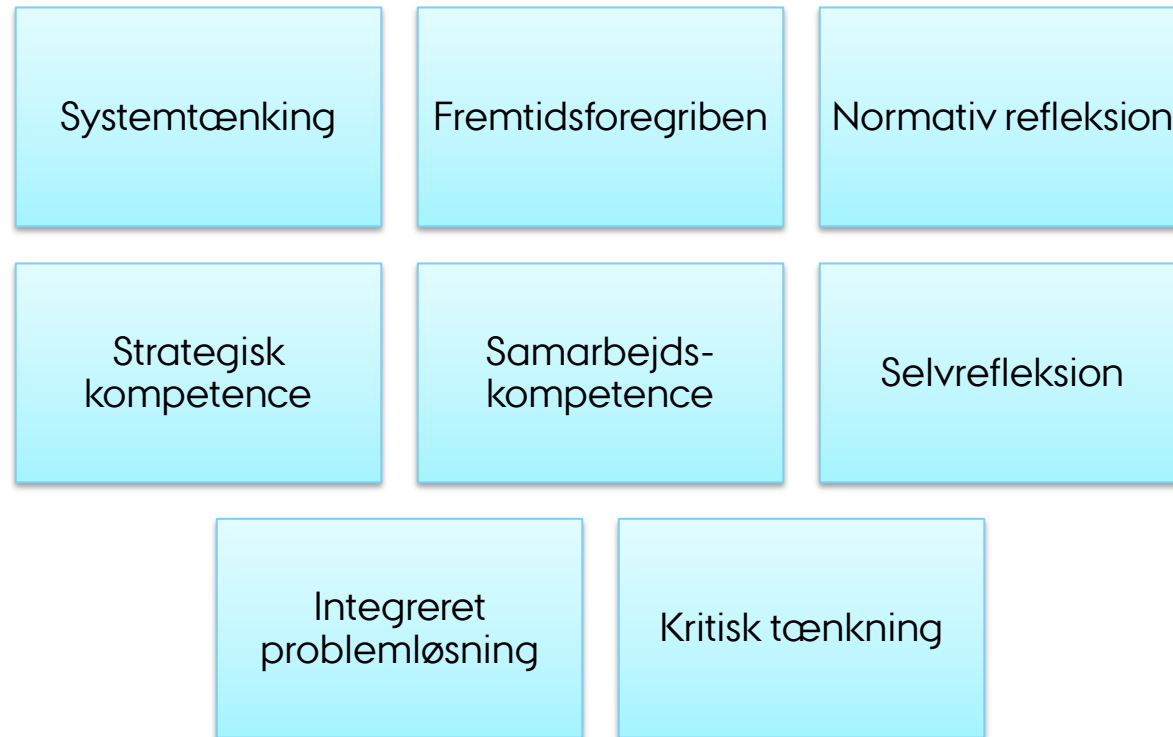 Systemtænking
Fremtidsforegriben
Normativ refleksion
Strategisk
kompetence
Samarbejds-
kompetence
Selvrefleksion
Integreret
problemløsning
Kritisk tænkning